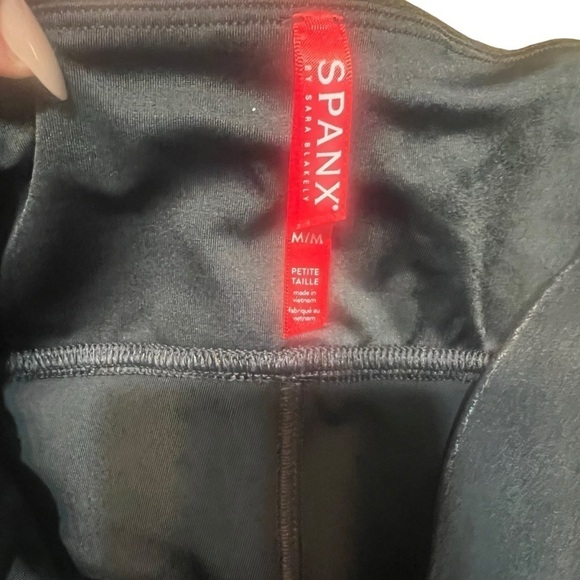 SPANX®
BY SARA BLAKELY
M/M
PETITE
TAILLE
made in
vietnam
fabriqué au
vietnam